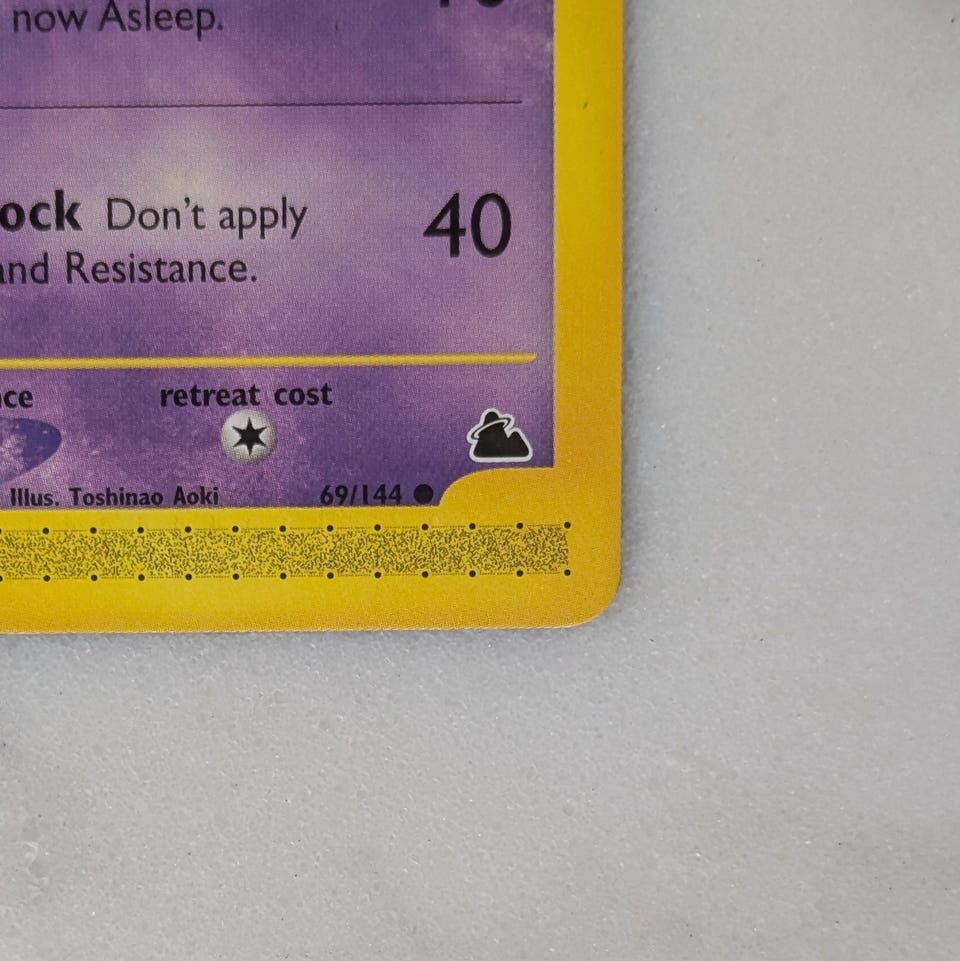 now Asleep.
ock Don't apply 40
and Resistance.
ce retreat cost
Illus. Toshinao Aoki 69/144